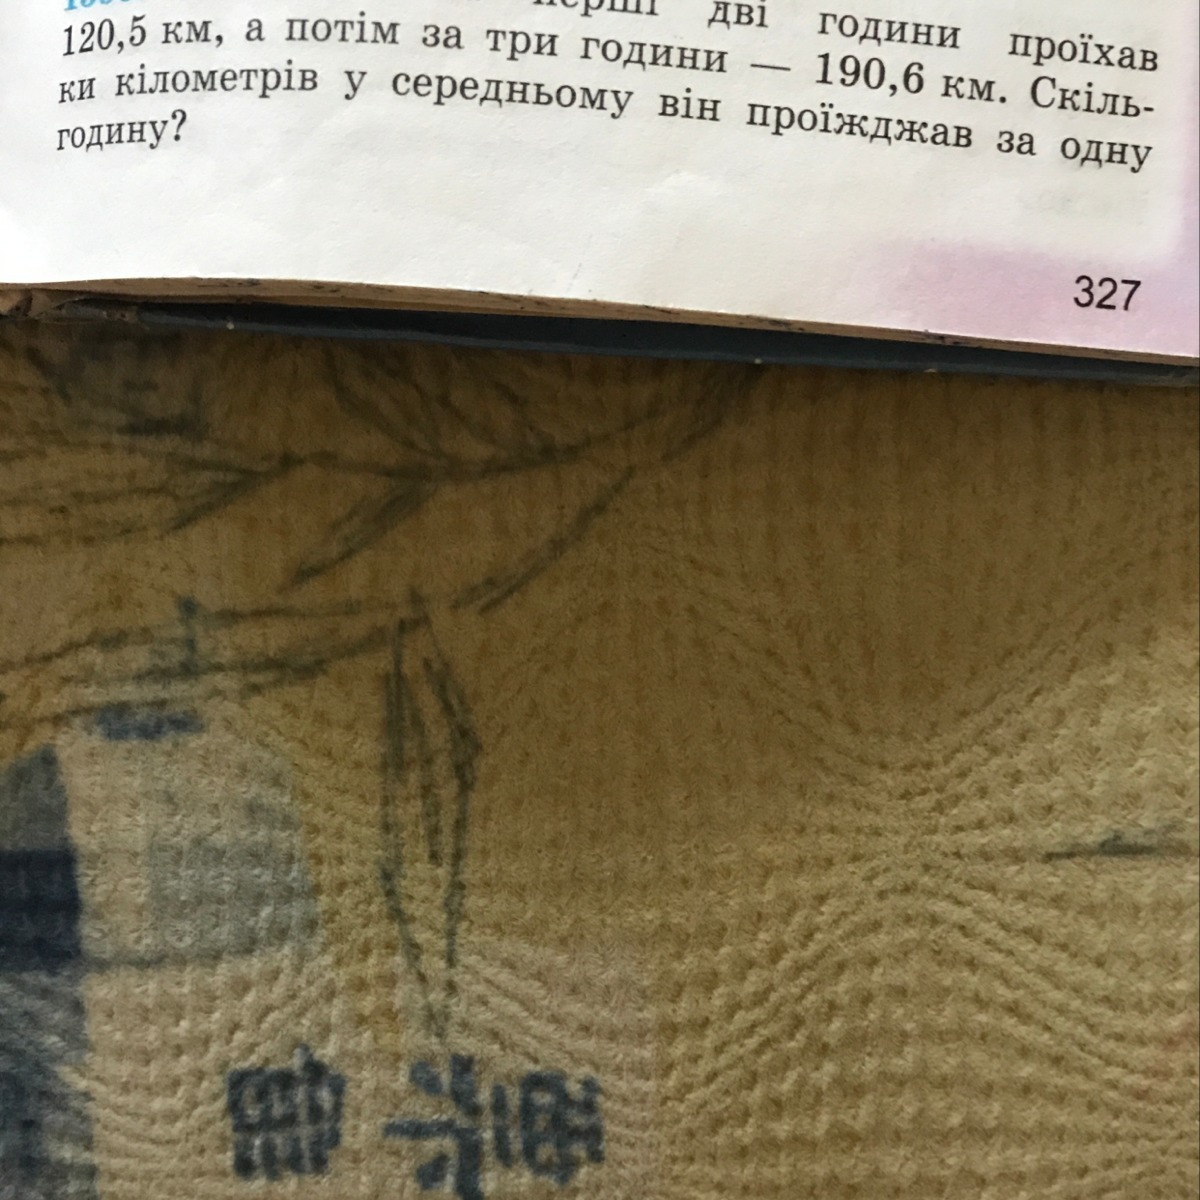 перші дві години проїхав
120,5 км, а потім за три години — 190,6 км. Скіль-
ки кілометрів у середньому він проїжджав за одну
годину?
327